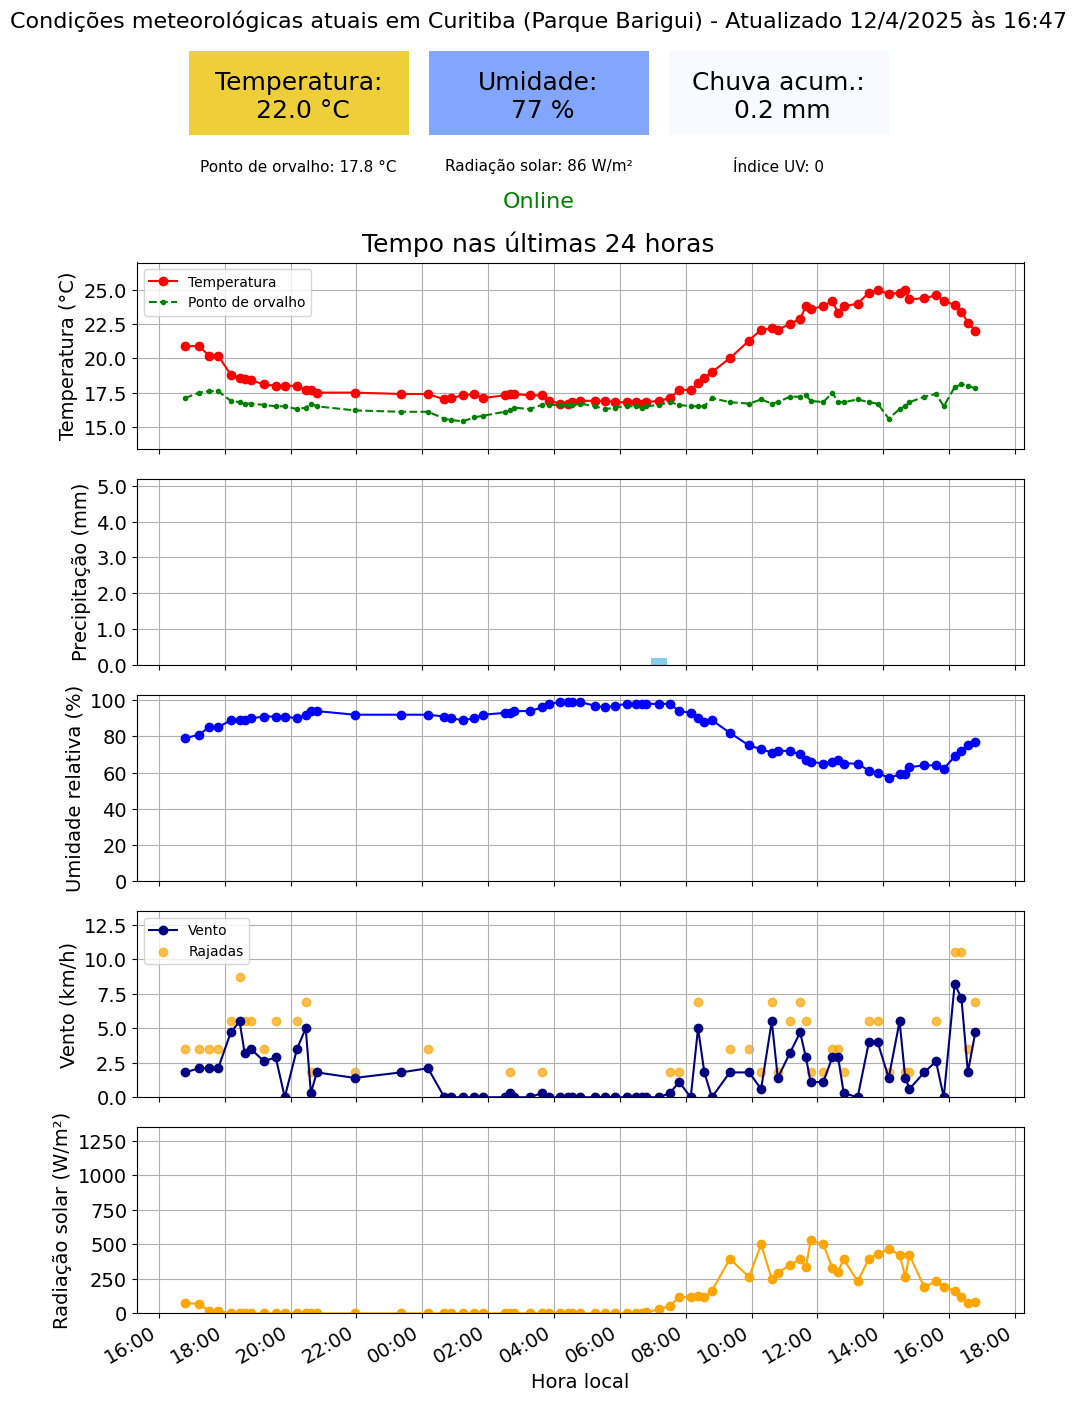 Condições meteorológicas atuais em Curitiba (Parque Barigui) - Atualizado 12/4/2025 às 16:47
Temperatura:
22.0 °C
Umidade:
77 %
Chuva acum.:
0.2 mm
Ponto de orvalho: 17.8 °C
Radiação solar: 86 W/m²
Índice UV: 0
Online
Tempo nas últimas 24 horas
Temperatura (°C)
25.0
22.5
20.0
17.5
15.0
Temperatura
Ponto de orvalho
Precipitação (mm)
5.0
4.0
3.0
2.0
1.0
0.0
Umidade relativa (%)
100
80
60
40
20
0
Vento (km/h)
12.5
10.0
7.5
5.0
2.5
0.0
Vento
Rajadas
Radiação solar (W/m²)
1250
1000
750
500
250
0
16:00
18:00
20:00
22:00
00:00
02:00
04:00
06:00
08:00
10:00
12:00
14:00
16:00
18:00
Hora local